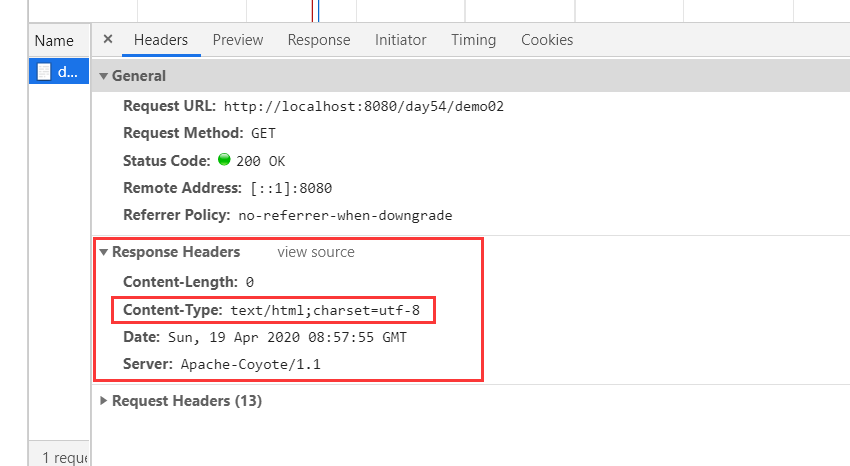 Name
× Headers Preview Response Initiator Timing Cookies
d...
General
Request URL: http://localhost:8080/day54/demo02
Request Method: GET
Status Code: 200 OK
Remote Address: [::1]:8080
Referrer Policy: no-referrer-when-downgrade
Response Headers view source
Content-Length: 0
Content-Type: text/html;charset=utf-8
Date: Sun, 19 Apr 2020 08:57:55 GMT
Server: Apache-Coyote/1.1
Request Headers (13)
1 reque